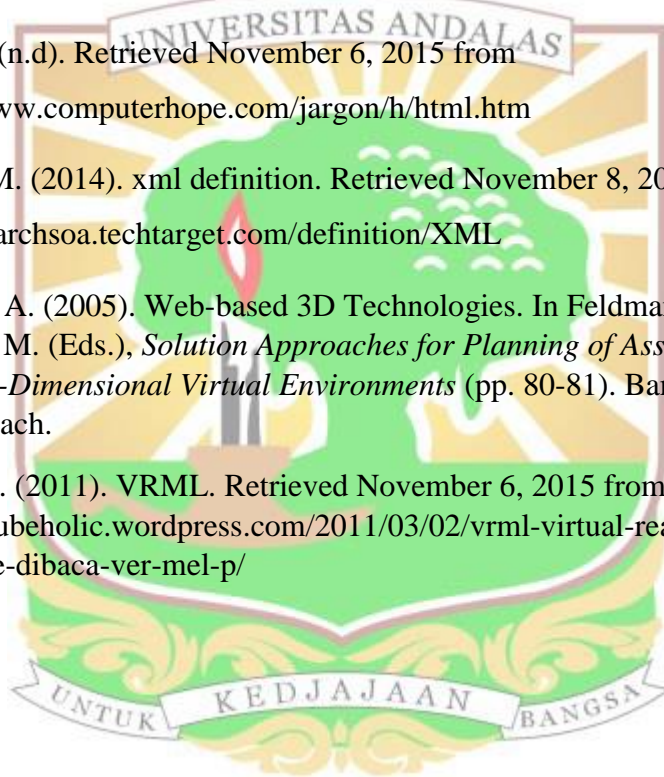 UNIVERSITAS ANDALAS
(n.d). Retrieved November 6, 2015 from
ww.computerhope.com/jargon/h/html.htm
M. (2014). xml definition. Retrieved November 8, 20
archsoa.techtarget.com/definition/XML
A. (2005). Web-based 3D Technologies. In Feldma
M. (Eds.), Solution Approaches for Planning of Ass
-Dimensional Virtual Environments (pp. 80-81). Bar
ach.
. (2011). VRML. Retrieved November 6, 2015 from
ubeholic.wordpress.com/2011/03/02/vrml-virtual-rea
e-dibaca-ver-mel-p/
UNTUK KEDJAJAAN BANGSA